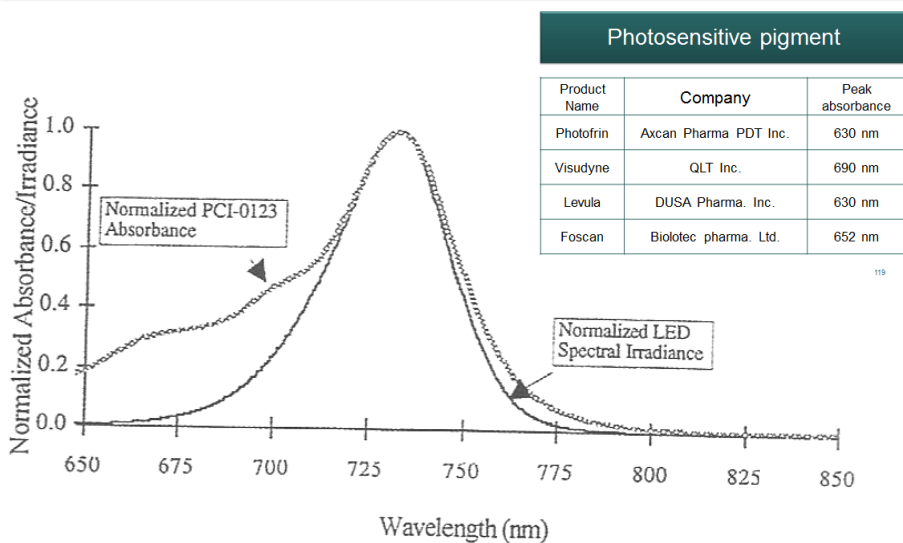 Photosensitive pigment
Product Name Company Peak absorbance
Photofrin Axcan Pharma PDT Inc. 630 nm
Visudyne QLT Inc. 690 nm
Levula DUSA Pharma. Inc. 630 nm
Foscan Biolotec pharma. Ltd. 652 nm
119
Normalized Absorbance/Irradiance
1.0
0.8
0.6
0.4
0.2
0.0
Normalized PCI-0123
Absorbance
Normalized LED
Spectral Irradiance
650 675 700 725 750 775 800 825 850
Wavelength (nm)